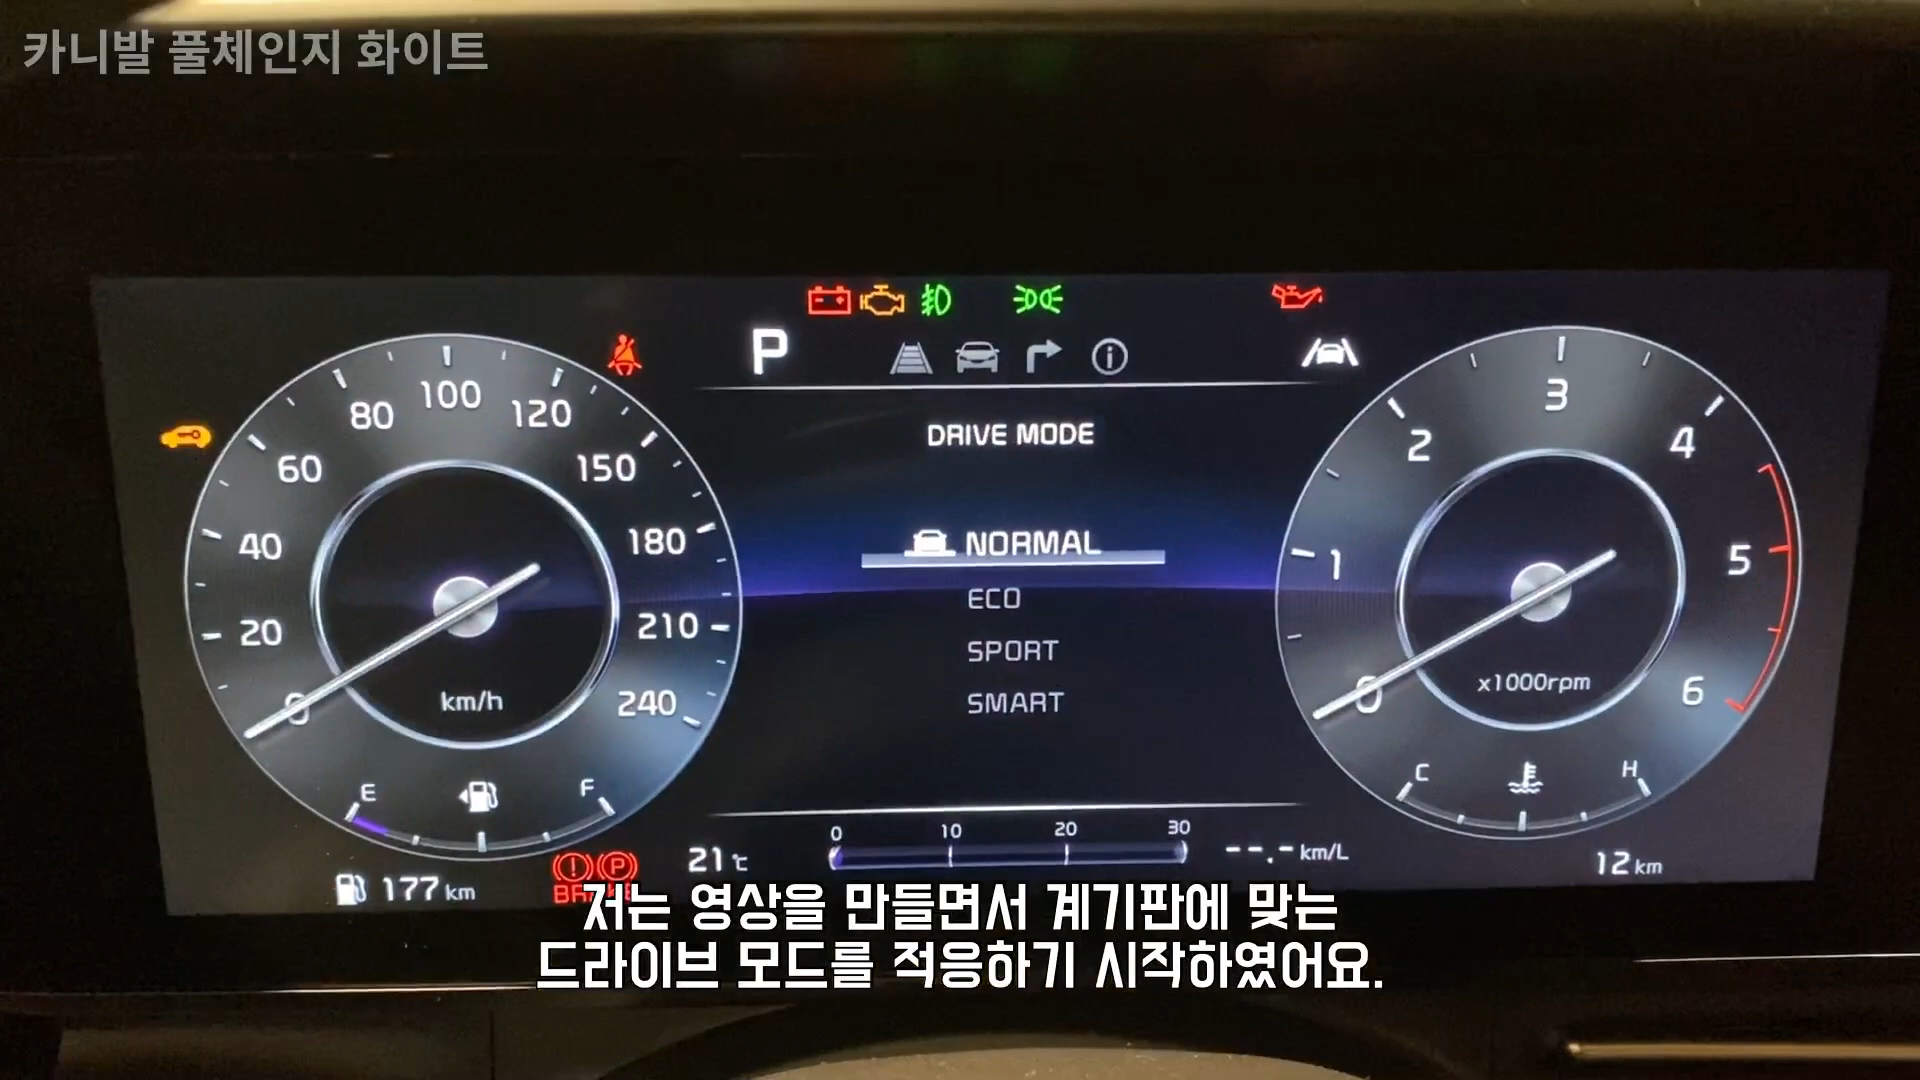 카니발 풀체인지 화이트
P
DRIVE MODE
NORMAL
ECO
SPORT
SMART
0 20 40 60 80 100 120 150 180 210 240
km/h
E F
0 1 2 3 4 5 6
x1000rpm
C H
21 ℃
0 10 20 30
--.- km/L
177 km
12 km
저는 영상을 만들면서 계기판에 맞는
드라이브 모드를 적응하기 시작하였어요.